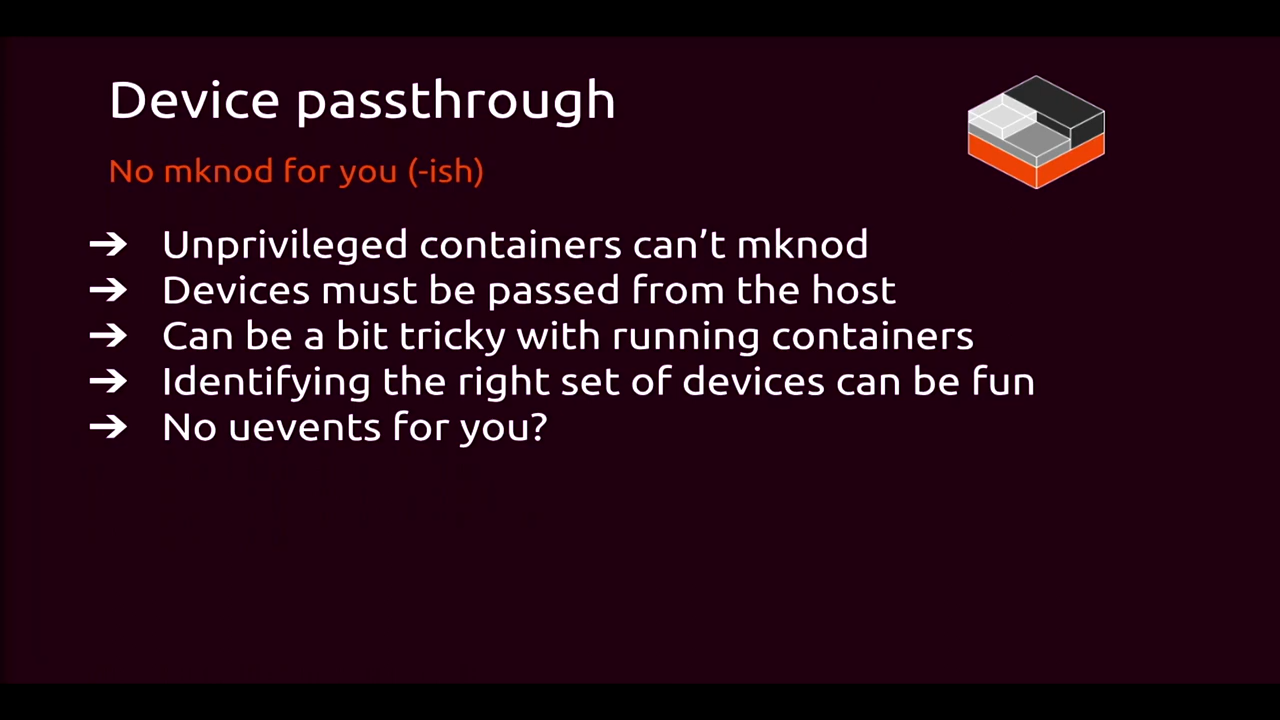 Device passthrough
No mknod for you (-ish)
➔ Unprivileged containers can’t mknod
➔ Devices must be passed from the host
➔ Can be a bit tricky with running containers
➔ Identifying the right set of devices can be fun
➔ No uevents for you?